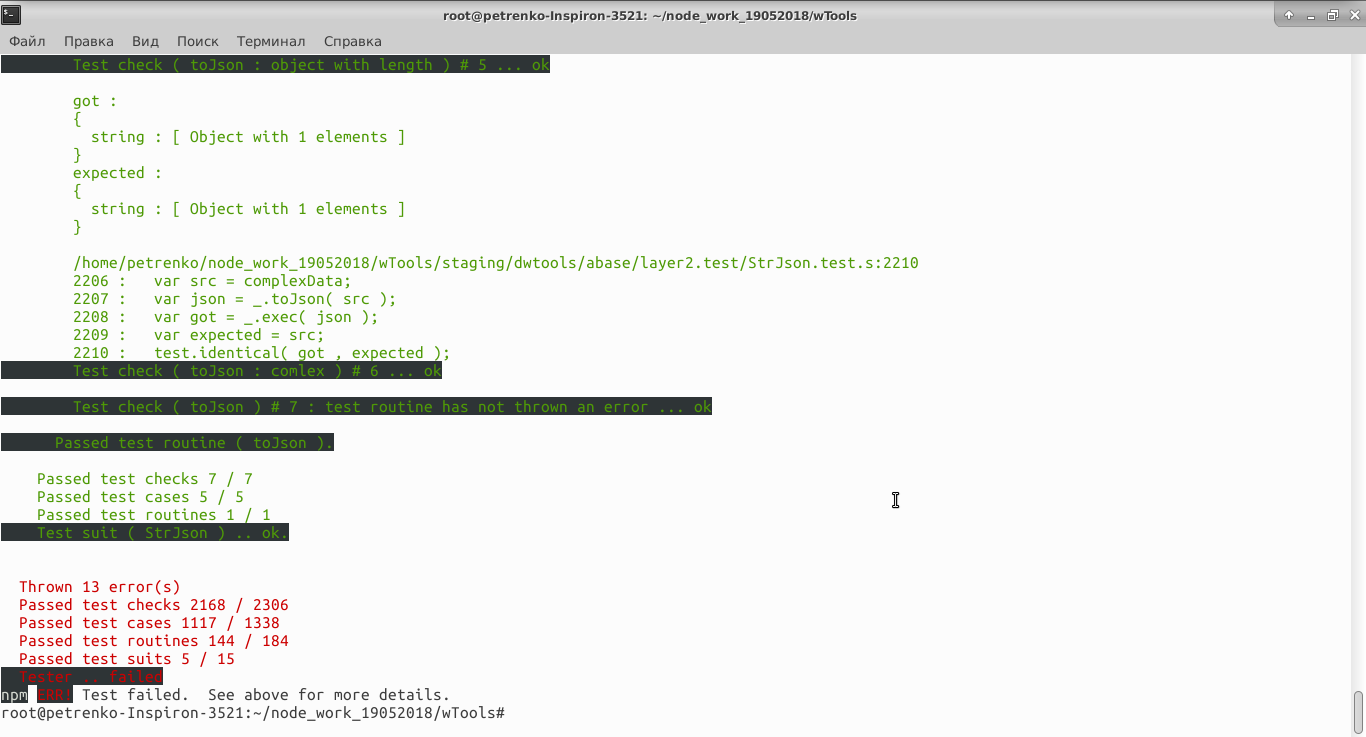 root@petrenko-Inspiron-3521: ~/node_work_19052018/wTools
Файл Правка Вид Поиск Терминал Справка
Test check ( toJson : object with length ) # 5 ... ok
got :
{
string : [ Object with 1 elements ]
}
expected :
{
string : [ Object with 1 elements ]
}
/home/petrenko/node_work_19052018/wTools/staging/dwtools/abase/layer2.test/StrJson.test.s:2210
2206 :   var src = complexData;
2207 :   var json = _.toJson( src );
2208 :   var got = _.exec( json );
2209 :   var expected = src;
2210 :   test.identical( got , expected );
Test check ( toJson : comlex ) # 6 ... ok
Test check ( toJson ) # 7 : test routine has not thrown an error ... ok
Passed test routine ( toJson ).
Passed test checks 7 / 7
Passed test cases 5 / 5
Passed test routines 1 / 1
Test suit ( StrJson ) .. ok.
Thrown 13 error(s)
Passed test checks 2168 / 2306
Passed test cases 1117 / 1338
Passed test routines 144 / 184
Passed test suits 5 / 15
Tester .. failed
npm ERR! Test failed.  See above for more details.
root@petrenko-Inspiron-3521:~/node_work_19052018/wTools#